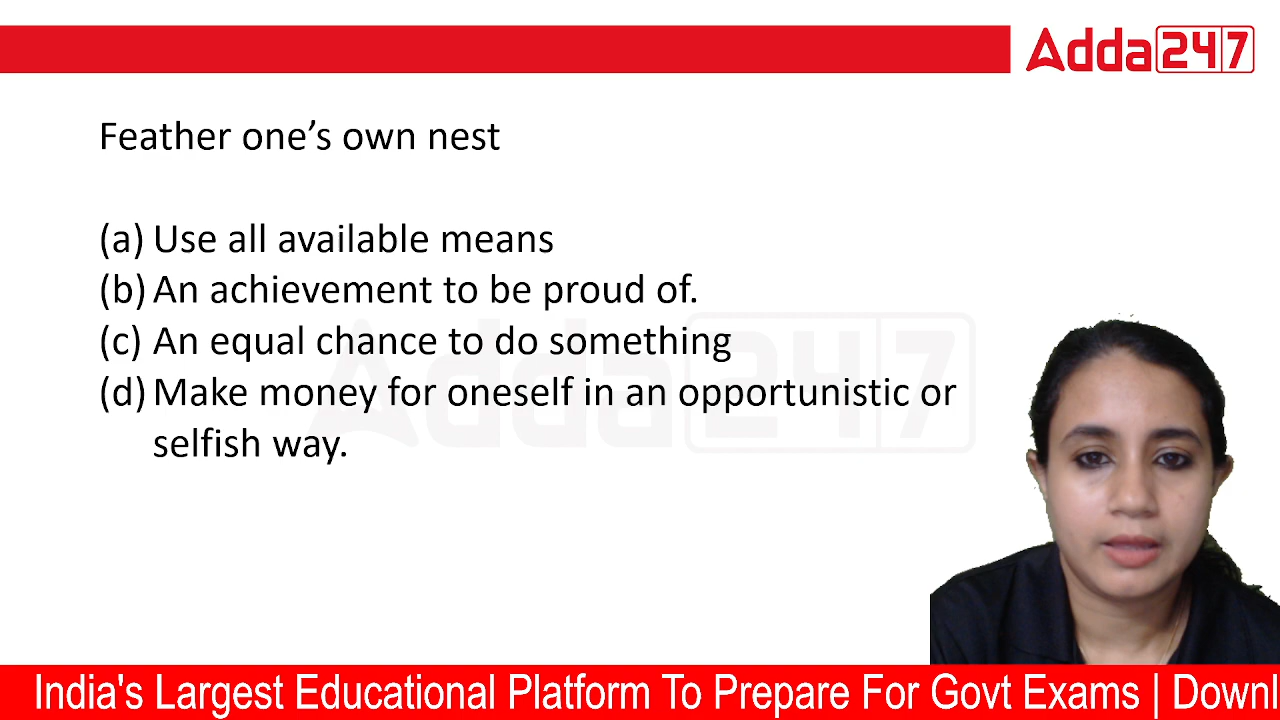 Adda247
Feather one’s own nest
(a) Use all available means
(b) An achievement to be proud of.
(c) An equal chance to do something
(d) Make money for oneself in an opportunistic or
selfish way.
Adda247
India's Largest Educational Platform To Prepare For Govt Exams | Downl